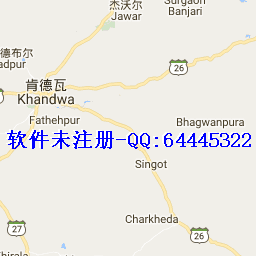 杰沃尔
Jawar
Surgaon
Banjari
德布尔
adpur
26
肯德瓦
Khandwa
Fathehpur
Bhagwanpura
软件未注册-QQ:64445322
Singot
Charkheda
27
26